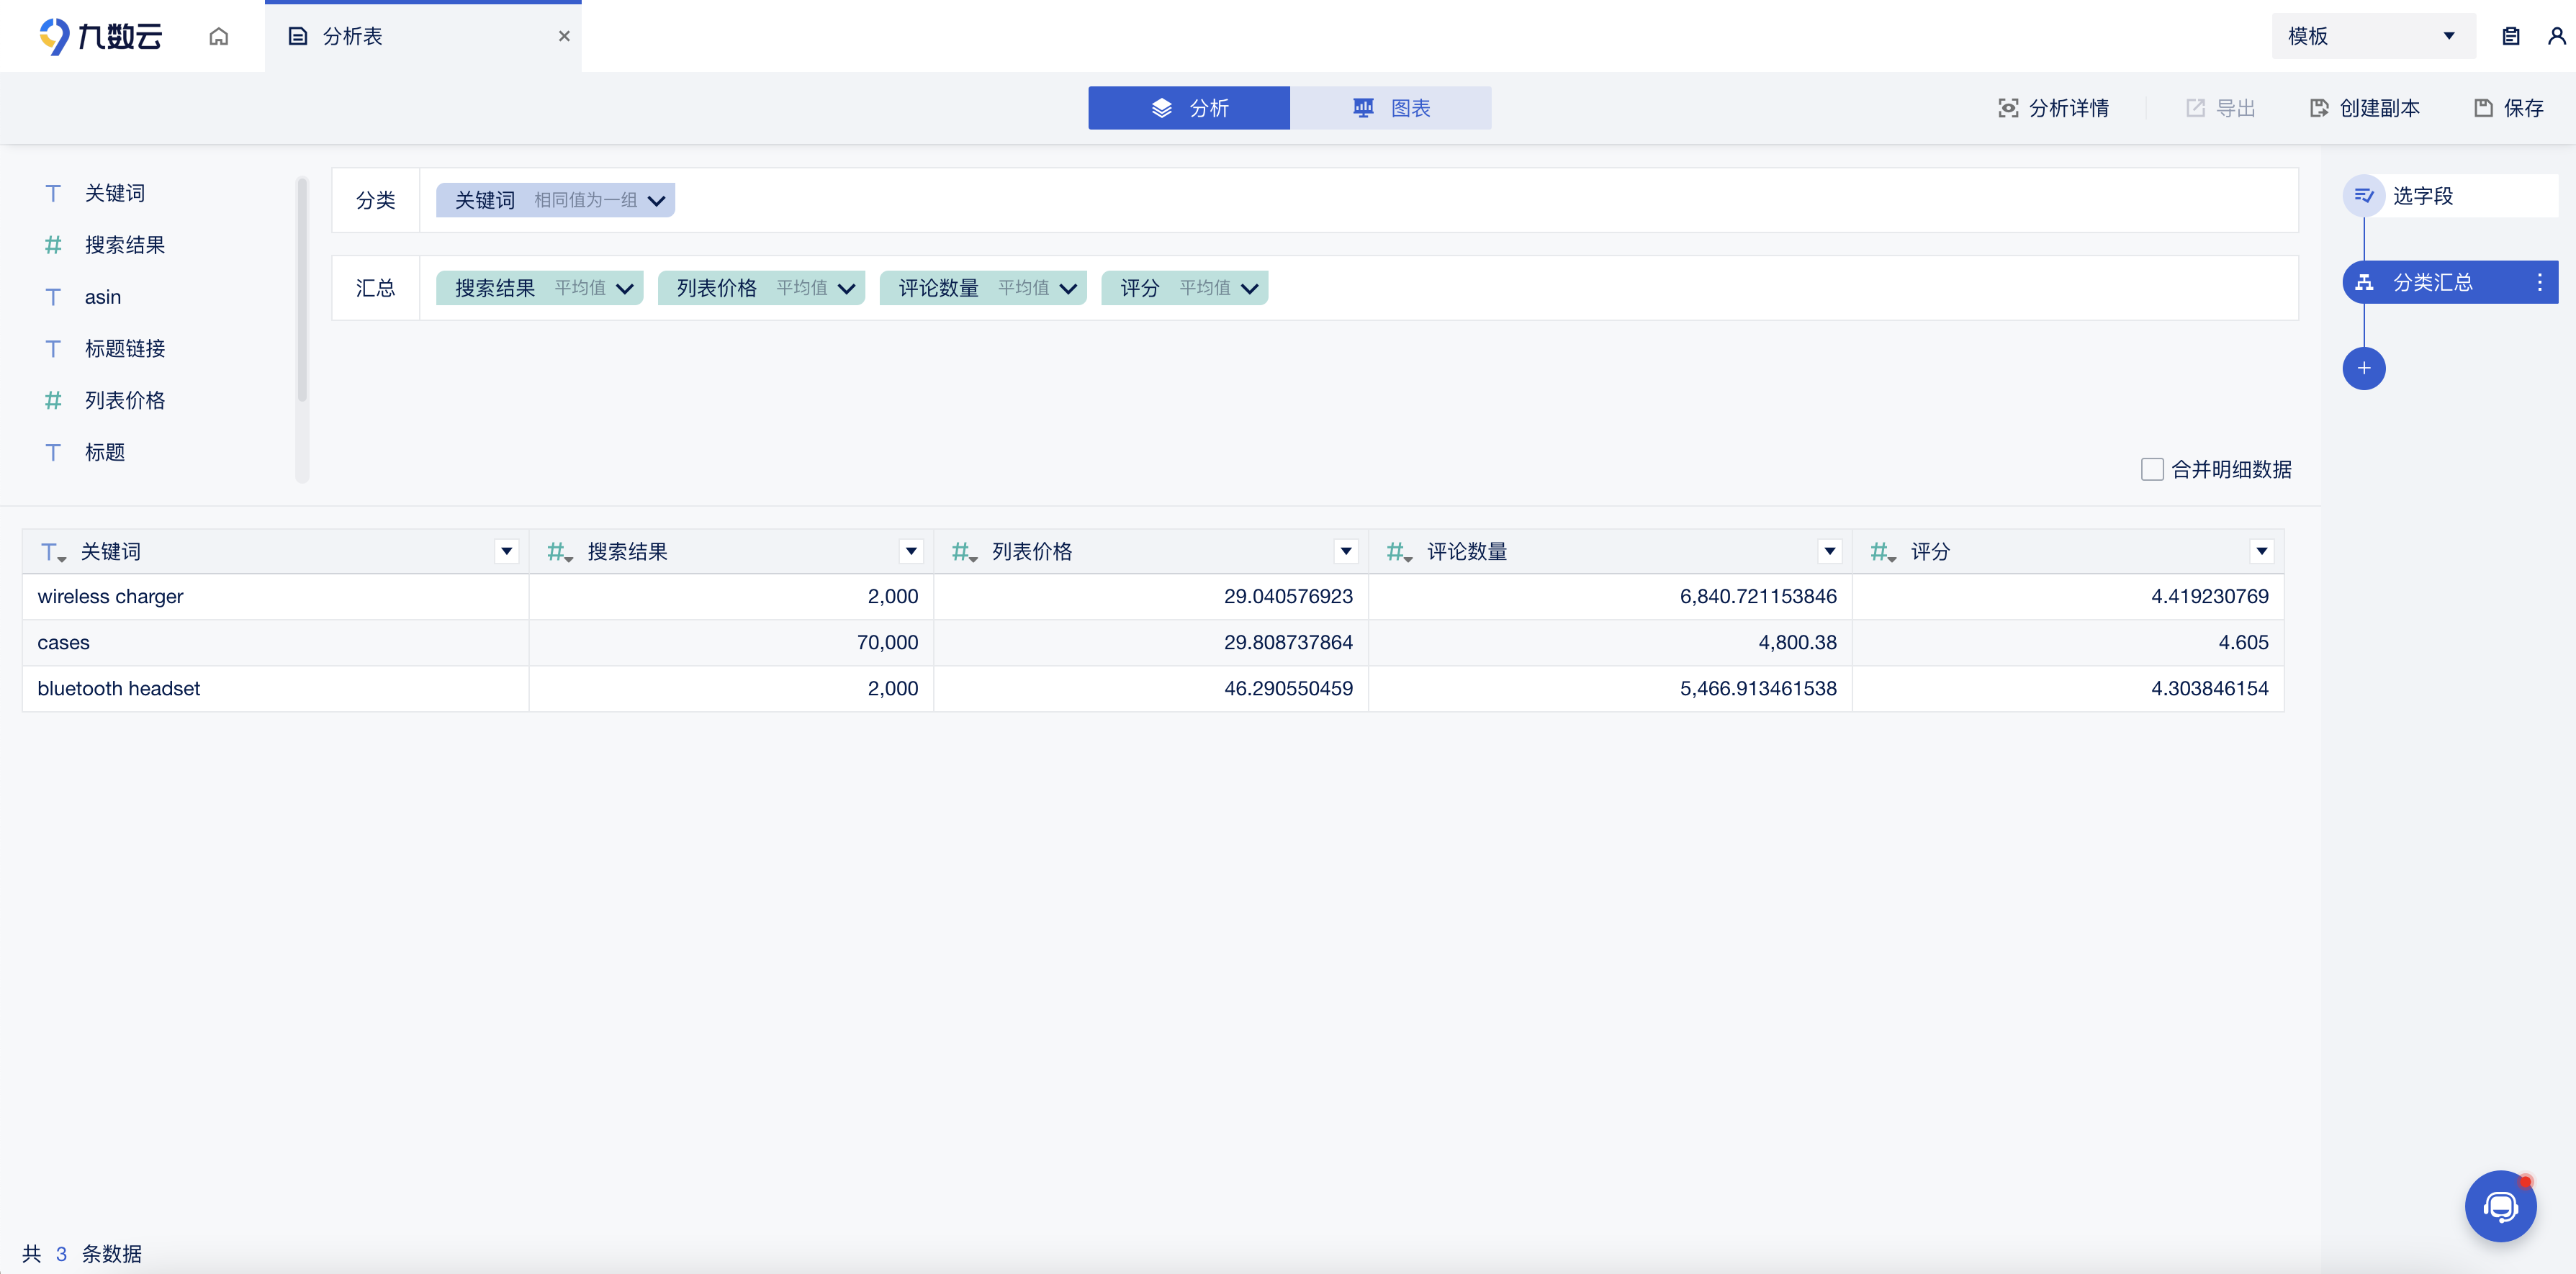 九数云 分析表 模板
分析 图表 分析详情 导出 创建副本 保存
关键词
搜索结果
asin
标题链接
列表价格
标题
分类 关键词 相同值为一组
汇总 搜索结果 平均值 列表价格 平均值 评论数量 平均值 评分 平均值
合并明细数据
选字段
分类汇总
关键词 搜索结果 列表价格 评论数量 评分
wireless charger 2,000 29.040576923 6,840.721153846 4.419230769
cases 70,000 29.808737864 4,800.38 4.605
bluetooth headset 2,000 46.290550459 5,466.913461538 4.303846154
共 3 条数据